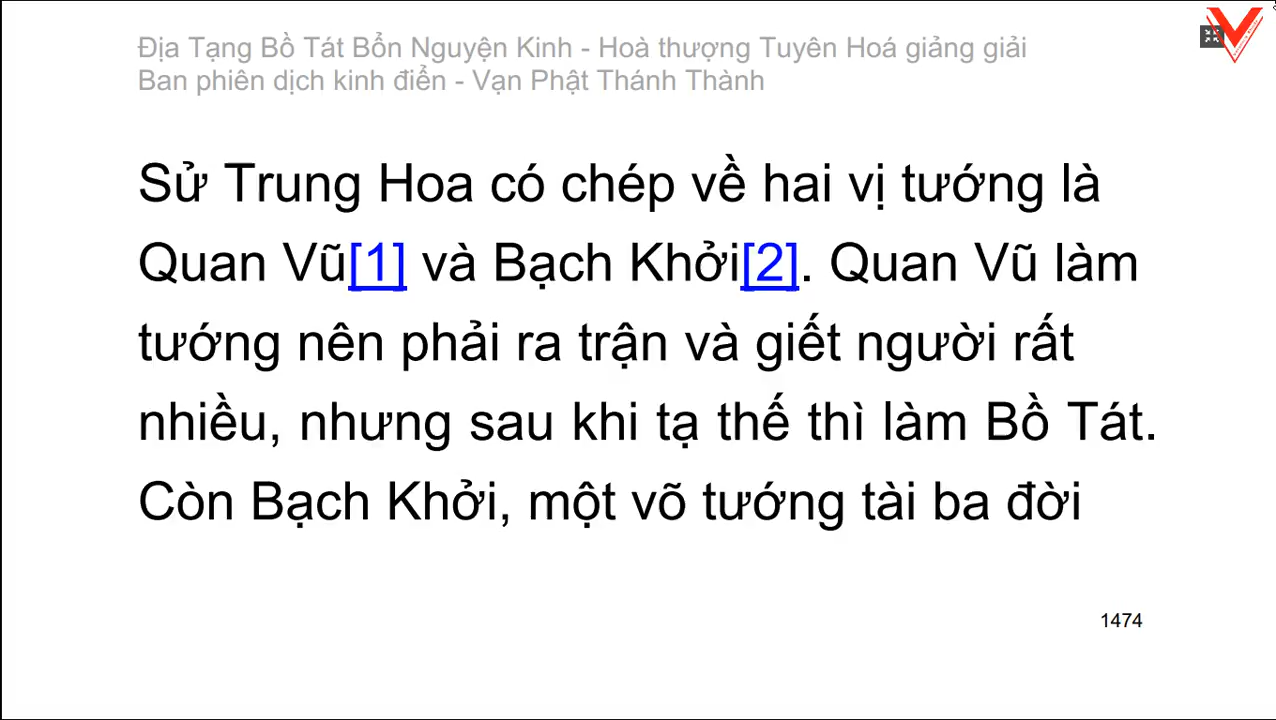 Địa Tạng Bồ Tát Bổn Nguyện Kinh - Hoà thượng Tuyên Hoá giảng giải
Ban phiên dịch kinh điển - Vạn Phật Thánh Thành
Sử Trung Hoa có chép về hai vị tướng là
Quan Vũ[1] và Bạch Khởi[2]. Quan Vũ làm
tướng nên phải ra trận và giết người rất
nhiều, nhưng sau khi tạ thế thì làm Bồ Tát.
Còn Bạch Khởi, một võ tướng tài ba đời
1474